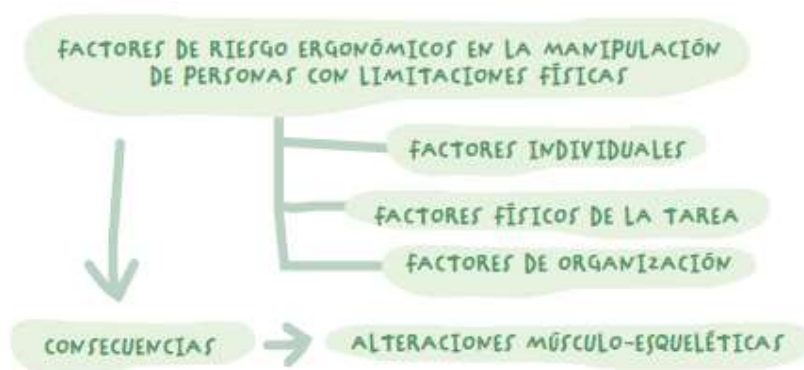 FACTORES DE RIESGO ERGONÓMICOS EN LA MANIPULACIÓN
DE PERSONAS CON LIMITACIONES FÍSICAS
FACTORES INDIVIDUALES
FACTORES FÍSICOS DE LA TAREA
FACTORES DE ORGANIZACIÓN
CONSECUENCIAS
ALTERACIONES MÚSCULO-ESQUELÉTICAS